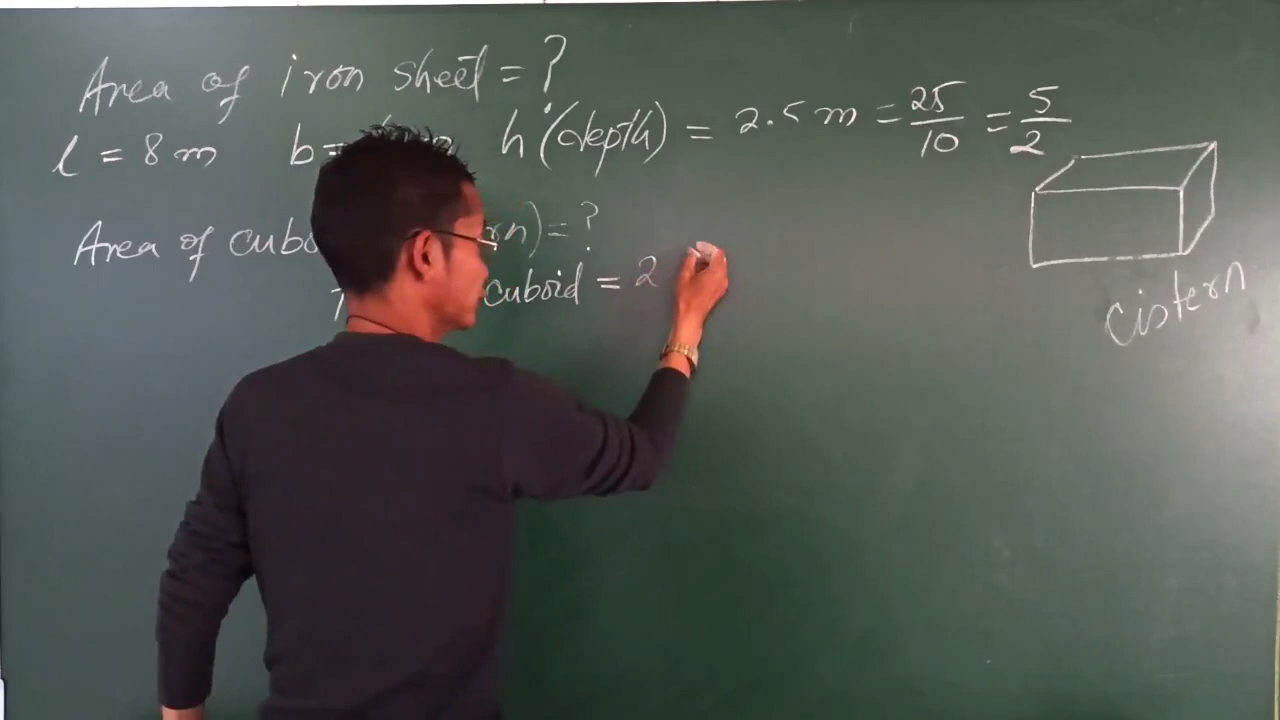 Area of iron sheet = ?
l = 8 m b = m h (depth) = 2.5 m = 25/10 = 5/2
Area of cubo rn) = ?
cuboid = 2
cistern